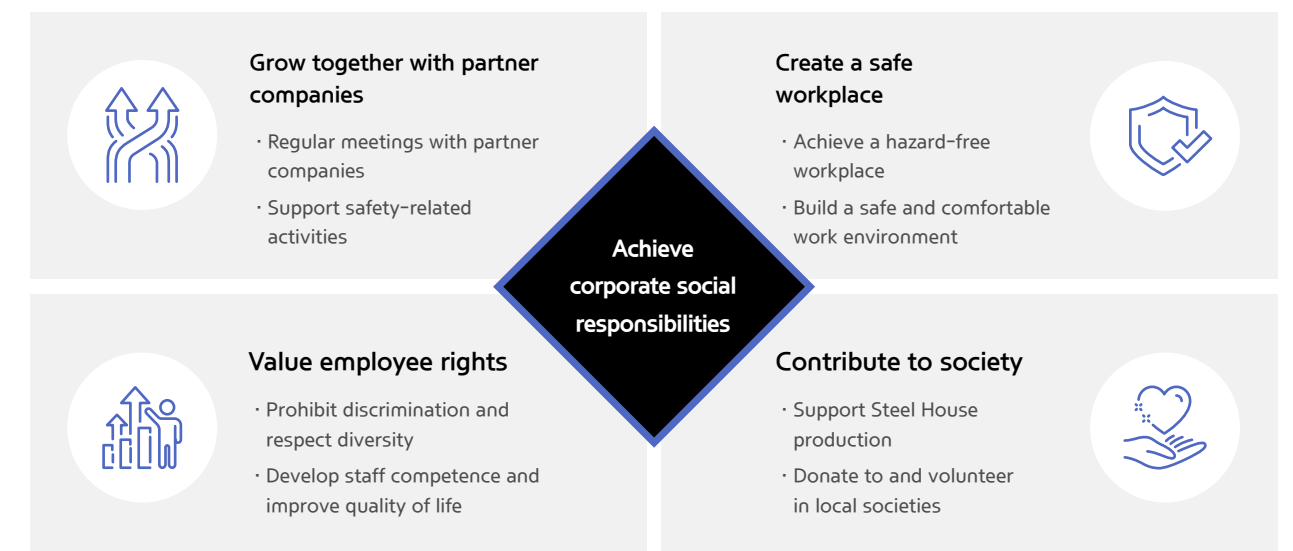 Grow together with partner
companies
· Regular meetings with partner
companies
· Support safety-related
activities
Create a safe
workplace
· Achieve a hazard-free
workplace
· Build a safe and comfortable
work environment
Achieve
corporate social
responsibilities
Value employee rights
· Prohibit discrimination and
respect diversity
· Develop staff competence and
improve quality of life
Contribute to society
· Support Steel House
production
· Donate to and volunteer
in local societies